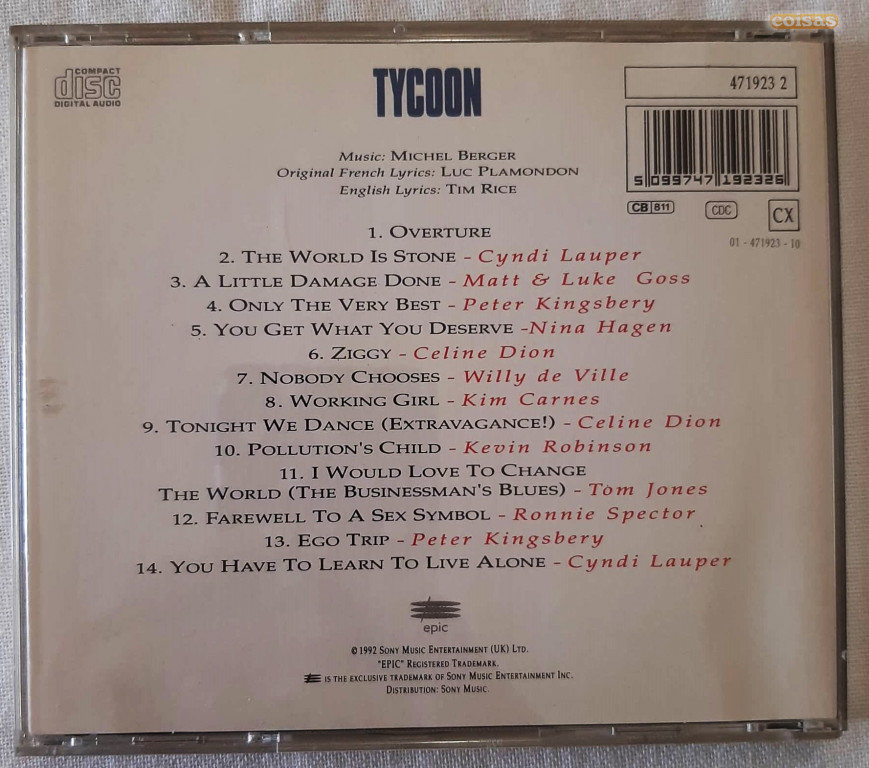 coisas
COMPACT
disc
DIGITAL AUDIO
TYCOON
471923 2
5 099747 192326
CB 811
CDC
CX
01 - 471923 - 10
Music: MICHEL BERGER
Original French Lyrics: LUC PLAMONDON
English Lyrics: TIM RICE
1. OVERTURE
2. THE WORLD IS STONE - Cyndi Lauper
3. A LITTLE DAMAGE DONE - Matt & Luke Goss
4. ONLY THE VERY BEST - Peter Kingsbery
5. YOU GET WHAT YOU DESERVE -Nina Hagen
6. ZIGGY - Celine Dion
7. NOBODY CHOOSES - Willy de Ville
8. WORKING GIRL - Kim Carnes
9. TONIGHT WE DANCE (EXTRAVAGANCE!) - Celine Dion
10. POLLUTION'S CHILD - Kevin Robinson
11. I WOULD LOVE TO CHANGE
THE WORLD (THE BUSINESSMAN'S BLUES) - Tom Jones
12. FAREWELL TO A SEX SYMBOL - Ronnie Spector
13. EGO TRIP - Peter Kingsbery
14. YOU HAVE TO LEARN TO LIVE ALONE - Cyndi Lauper
epic
© 1992 SONY MUSIC ENTERTAINMENT (UK) LTD.
"EPIC" REGISTERED TRADEMARK.
IS THE EXCLUSIVE TRADEMARK OF SONY MUSIC ENTERTAINMENT INC.
DISTRIBUTION: SONY MUSIC.